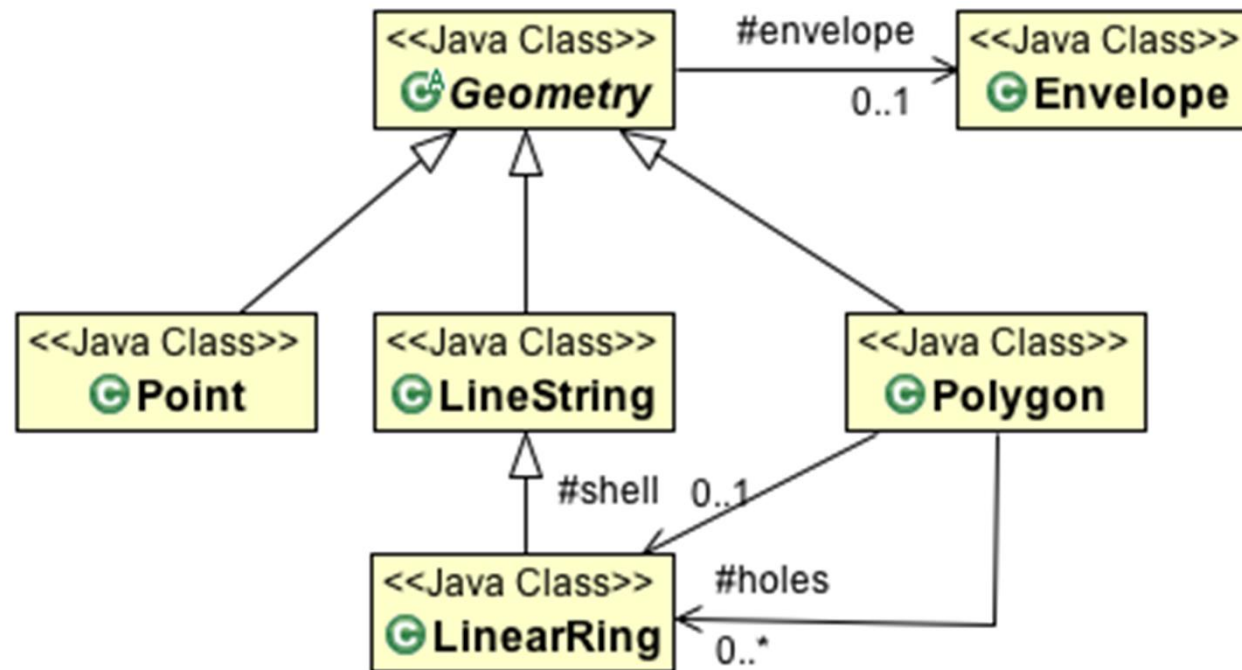 <<Java Class>>
Geometry
#envelope
0..1
<<Java Class>>
Envelope
<<Java Class>>
Point
<<Java Class>>
LineString
<<Java Class>>
Polygon
#shell 0..1
<<Java Class>>
LinearRing
#holes
0..*